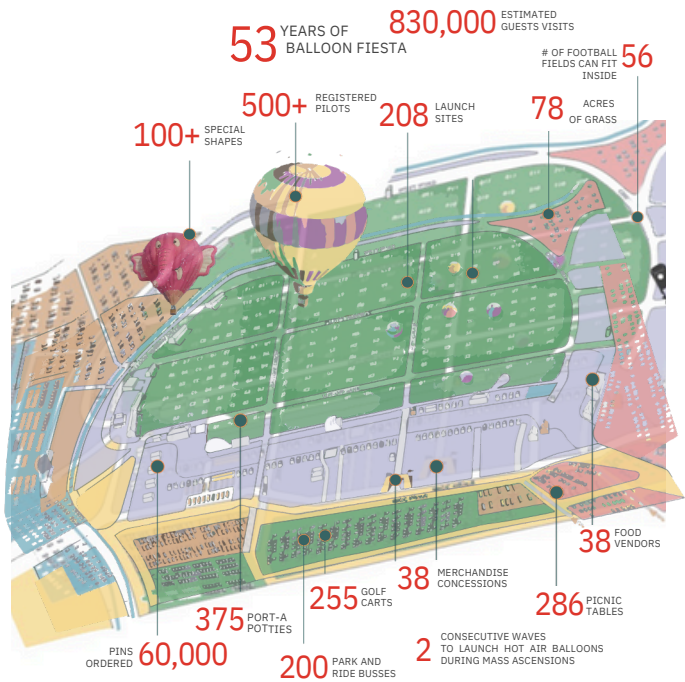 53 YEARS OF
BALLOON FIESTA
830,000 ESTIMATED
GUESTS VISITS
# OF FOOTBALL
FIELDS CAN FIT
INSIDE
56
500+ REGISTERED
PILOTS
208 LAUNCH
SITES
78 ACRES
OF GRASS
100+ SPECIAL
SHAPES
38 FOOD
VENDORS
38 MERCHANDISE
CONCESSIONS
255 GOLF
CARTS
286 PICNIC
TABLES
375 PORT-A
POTTIES
PINS
ORDERED
60,000
200 PARK AND
RIDE BUSSES
2 CONSECUTIVE WAVES
TO LAUNCH HOT AIR BALLOONS
DURING MASS ASCENSIONS